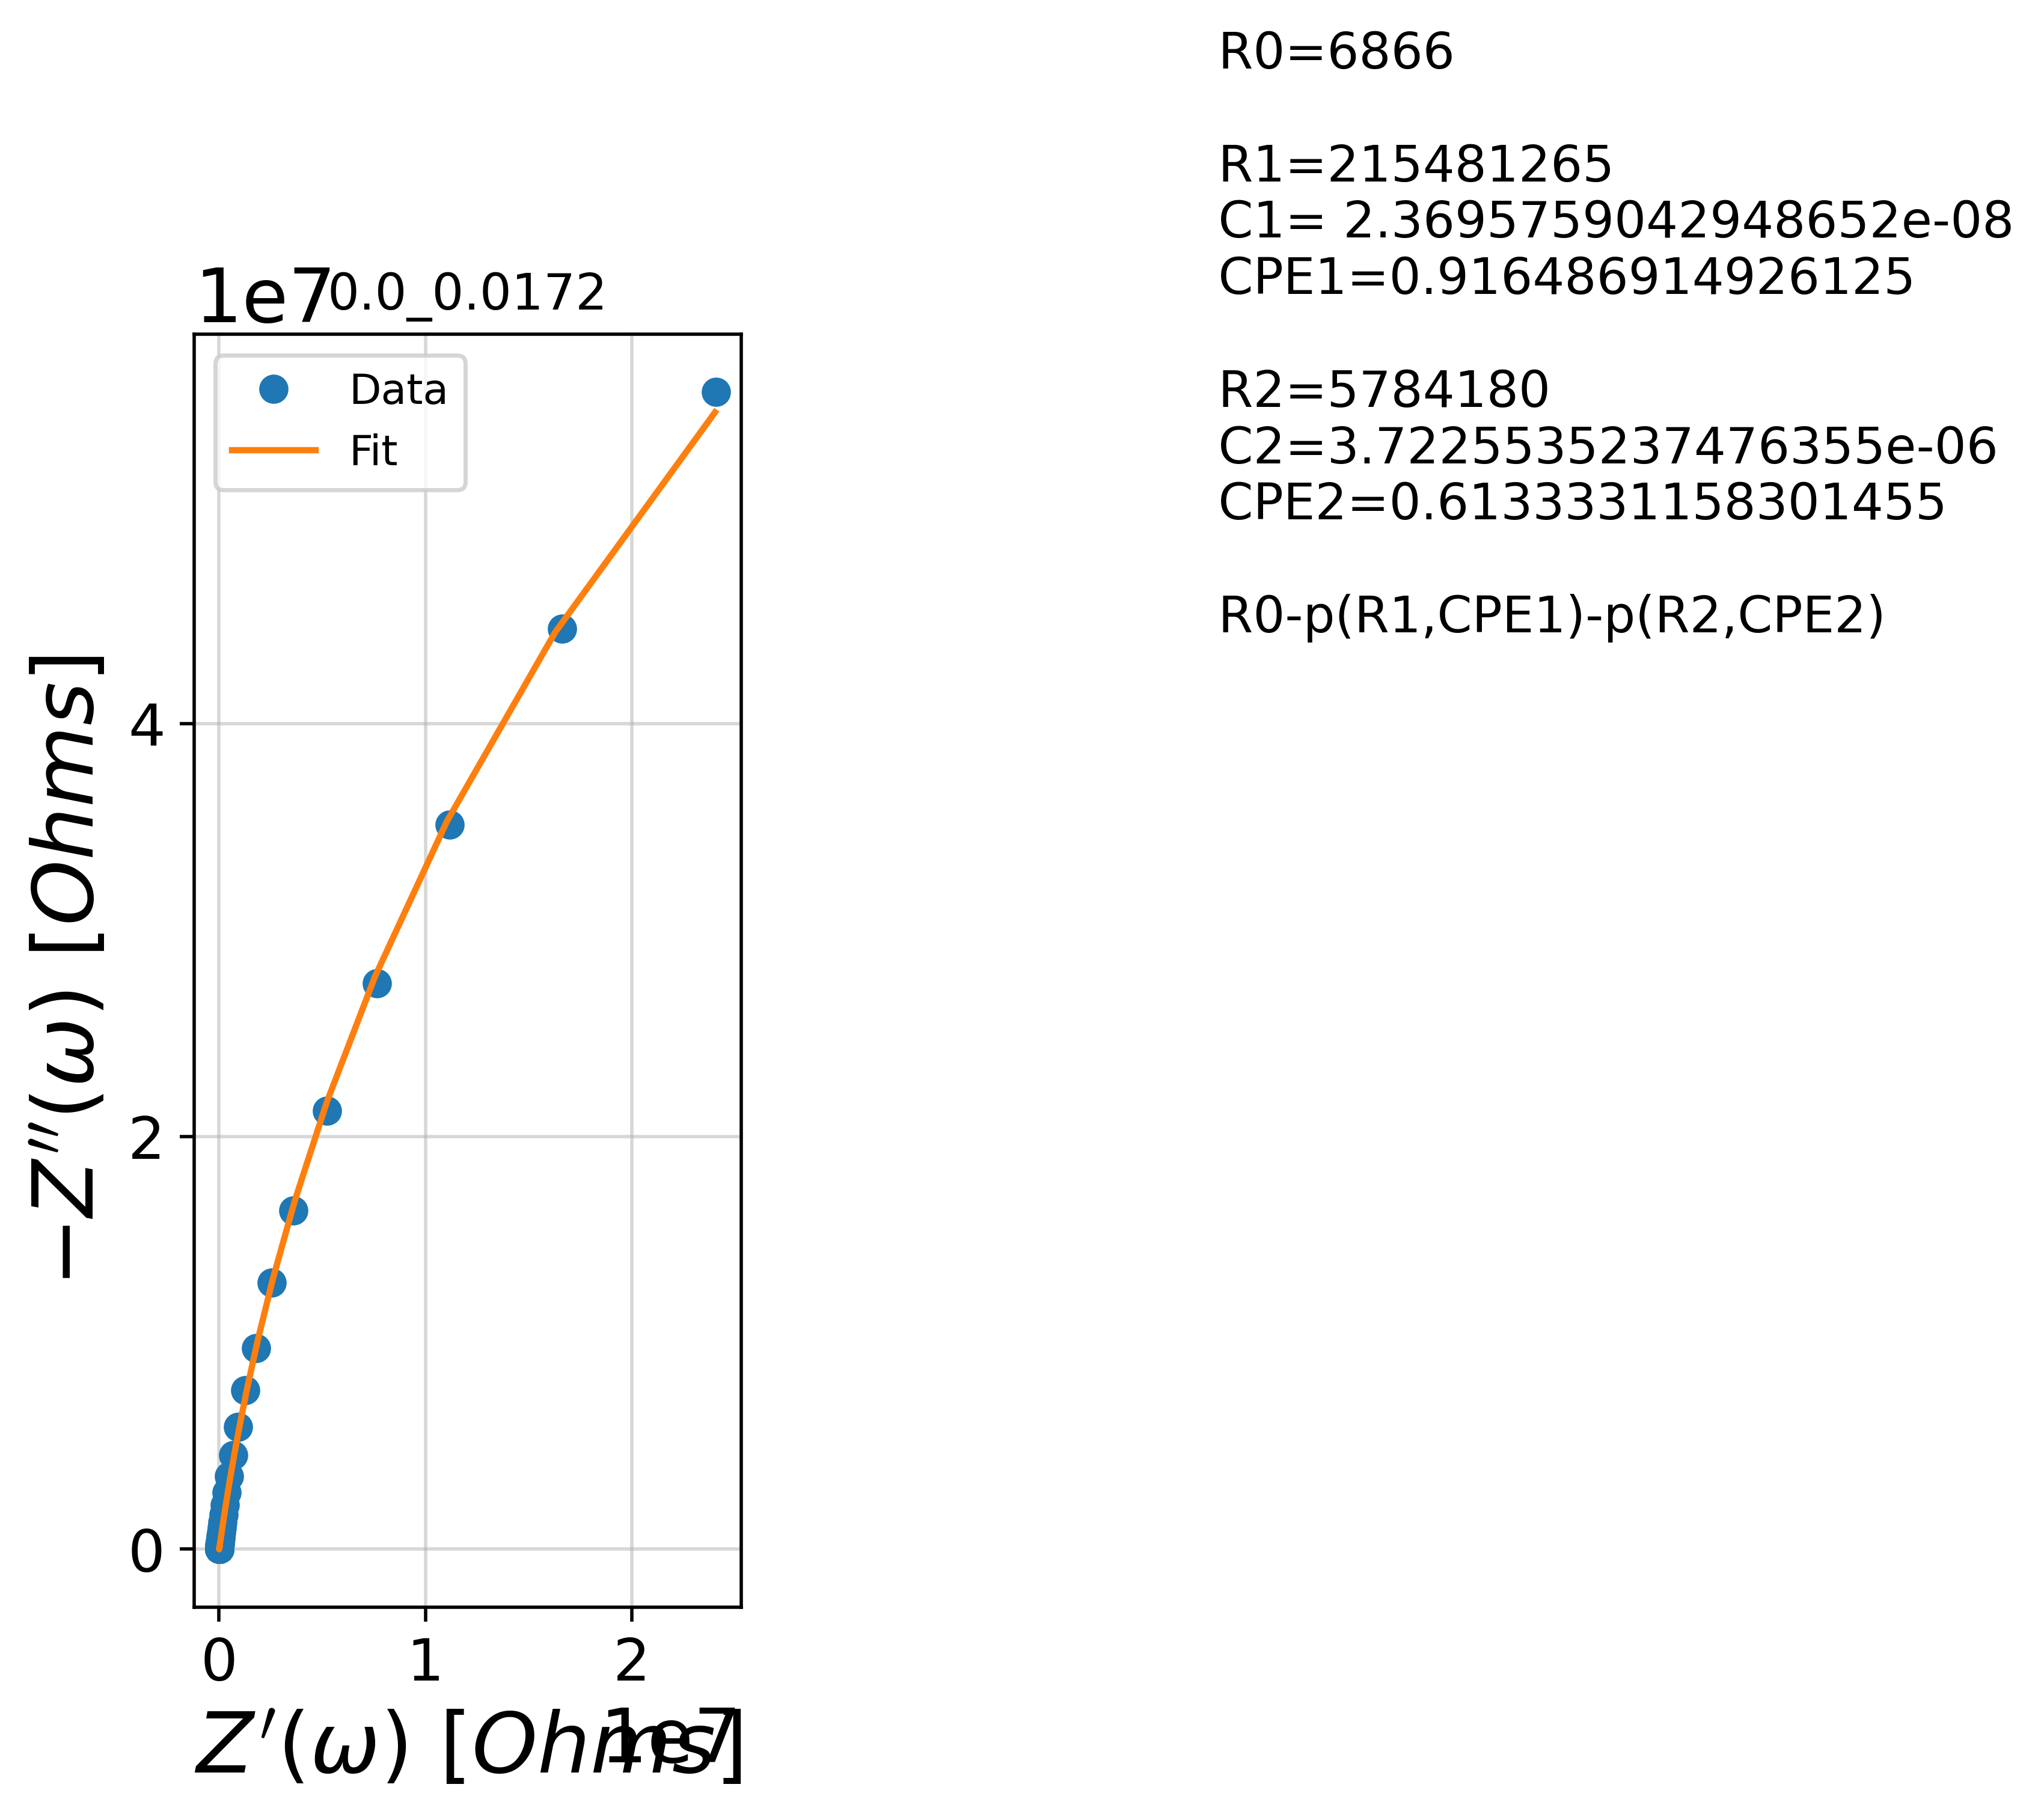 R0=6866
R1=215481265
C1= 2.3695759042948652e-08
CPE1=0.916486914926125
R2=5784180
C2=3.7225535237476355e-06
CPE2=0.6133331158301455
R0-p(R1,CPE1)-p(R2,CPE2)
1e7
0.0_0.0172
Data
Fit
−Z′′(ω) [Ohms]
4
2
0
0 1 2
1e7
Z′(ω) [Ohms]